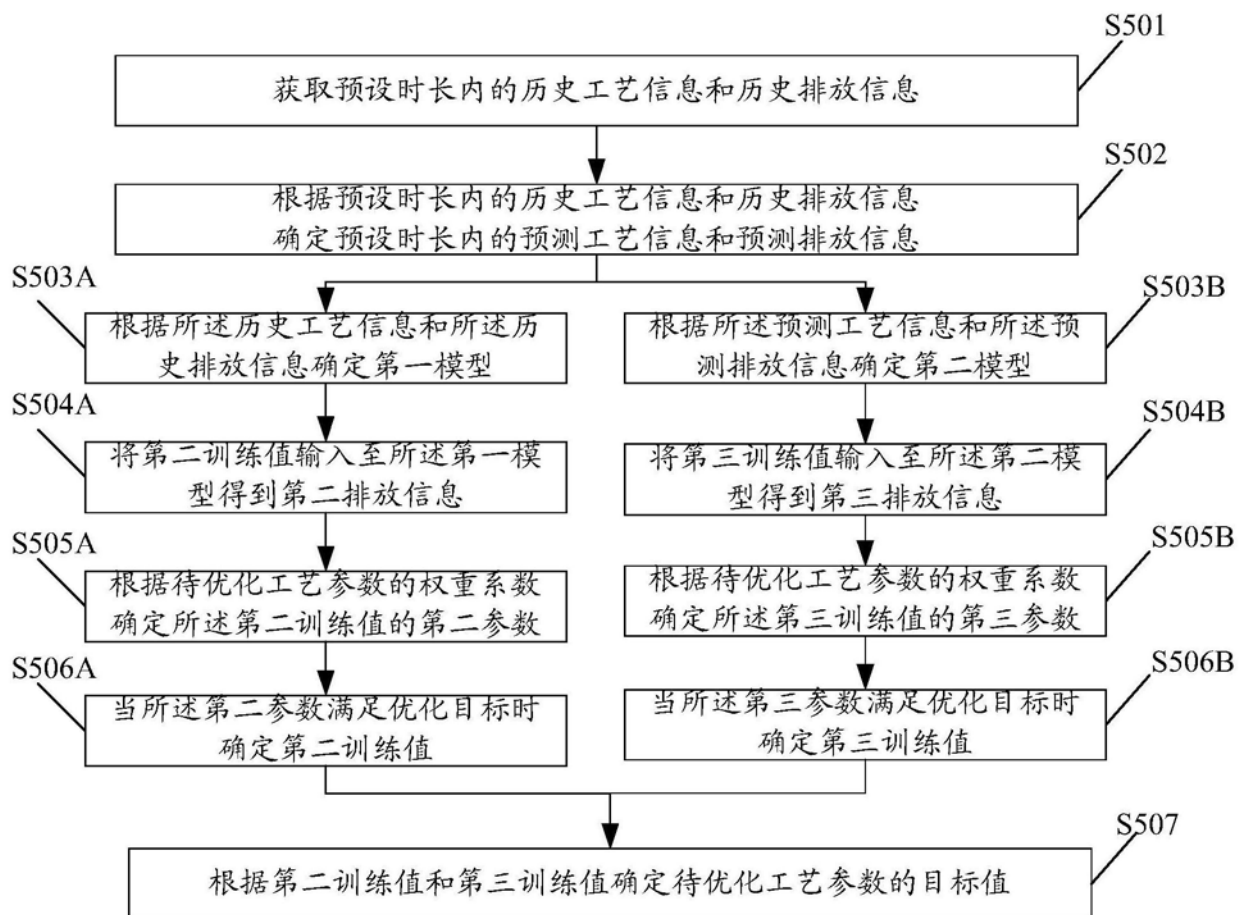 S501
获取预设时长内的历史工艺信息和历史排放信息
S502
根据预设时长内的历史工艺信息和历史排放信息
确定预设时长内的预测工艺信息和预测排放信息
S503A
根据所述历史工艺信息和所述历
史排放信息确定第一模型
S503B
根据所述预测工艺信息和所述预
测排放信息确定第二模型
S504A
将第二训练值输入至所述第一模
型得到第二排放信息
S504B
将第三训练值输入至所述第二模
型得到第三排放信息
S505A
根据待优化工艺参数的权重系数
确定所述第二训练值的第二参数
S505B
根据待优化工艺参数的权重系数
确定所述第三训练值的第三参数
S506A
当所述第二参数满足优化目标时
确定第二训练值
S506B
当所述第三参数满足优化目标时
确定第三训练值
S507
根据第二训练值和第三训练值确定待优化工艺参数的目标值